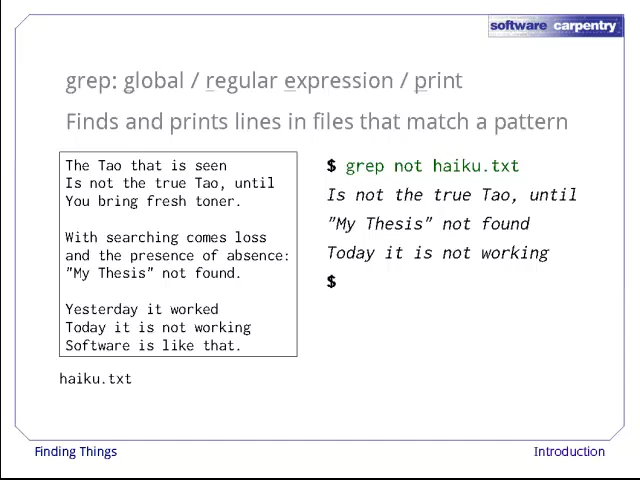 software carpentry
grep: global / regular expression / print
Finds and prints lines in files that match a pattern
The Tao that is seen
Is not the true Tao, until
You bring fresh toner.
With searching comes loss
and the presence of absence:
"My Thesis" not found.
Yesterday it worked
Today it is not working
Software is like that.
haiku.txt
$ grep not haiku.txt
Is not the true Tao, until
"My Thesis" not found
Today it is not working
$
Finding Things
Introduction